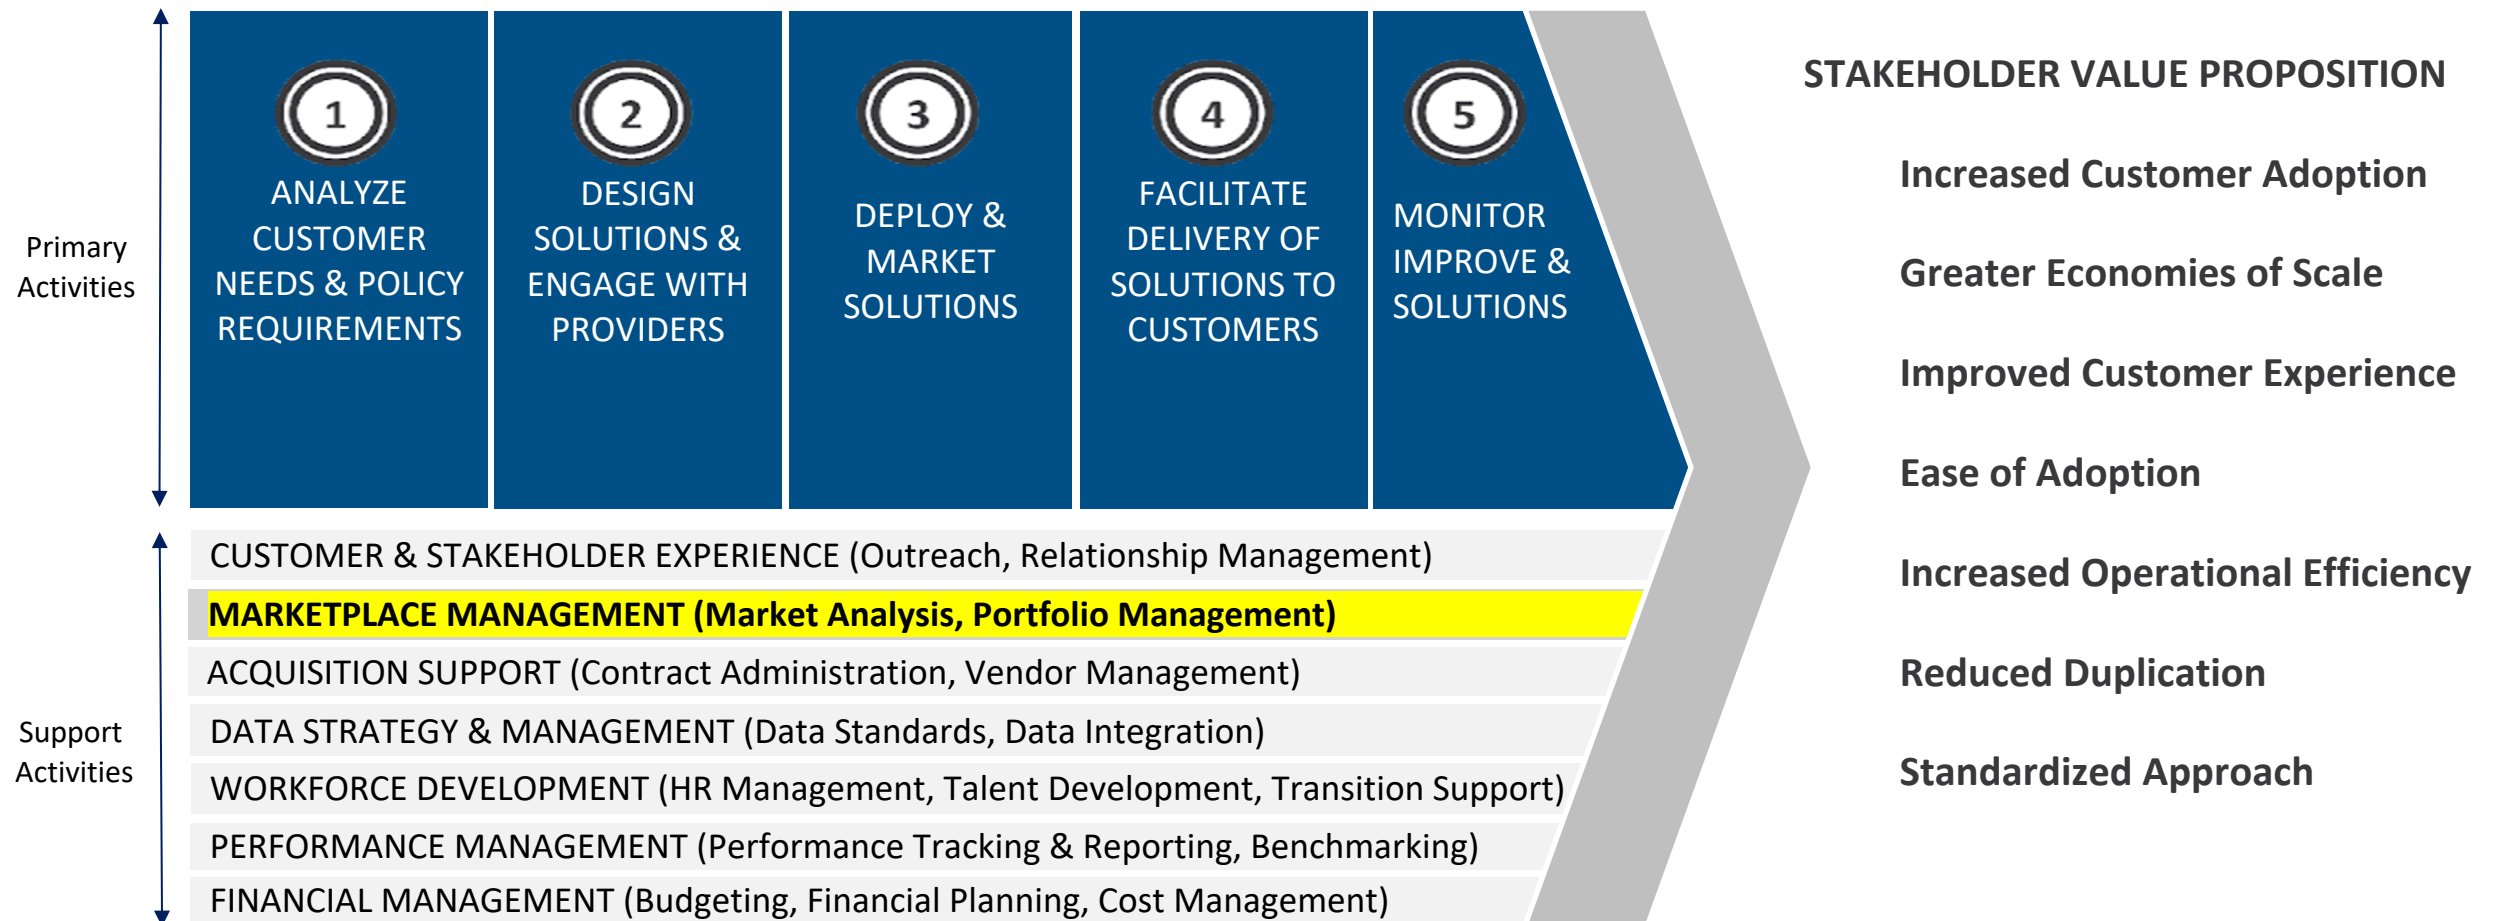 Primary
Activities
1
ANALYZE
CUSTOMER
NEEDS & POLICY
REQUIREMENTS
2
DESIGN
SOLUTIONS &
ENGAGE WITH
PROVIDERS
3
DEPLOY &
MARKET
SOLUTIONS
4
FACILITATE
DELIVERY OF
SOLUTIONS TO
CUSTOMERS
5
MONITOR
IMPROVE &
SOLUTIONS
Support
Activities
CUSTOMER & STAKEHOLDER EXPERIENCE (Outreach, Relationship Management)
MARKETPLACE MANAGEMENT (Market Analysis, Portfolio Management)
ACQUISITION SUPPORT (Contract Administration, Vendor Management)
DATA STRATEGY & MANAGEMENT (Data Standards, Data Integration)
WORKFORCE DEVELOPMENT (HR Management, Talent Development, Transition Support)
PERFORMANCE MANAGEMENT (Performance Tracking & Reporting, Benchmarking)
FINANCIAL MANAGEMENT (Budgeting, Financial Planning, Cost Management)
STAKEHOLDER VALUE PROPOSITION
Increased Customer Adoption
Greater Economies of Scale
Improved Customer Experience
Ease of Adoption
Increased Operational Efficiency
Reduced Duplication
Standardized Approach